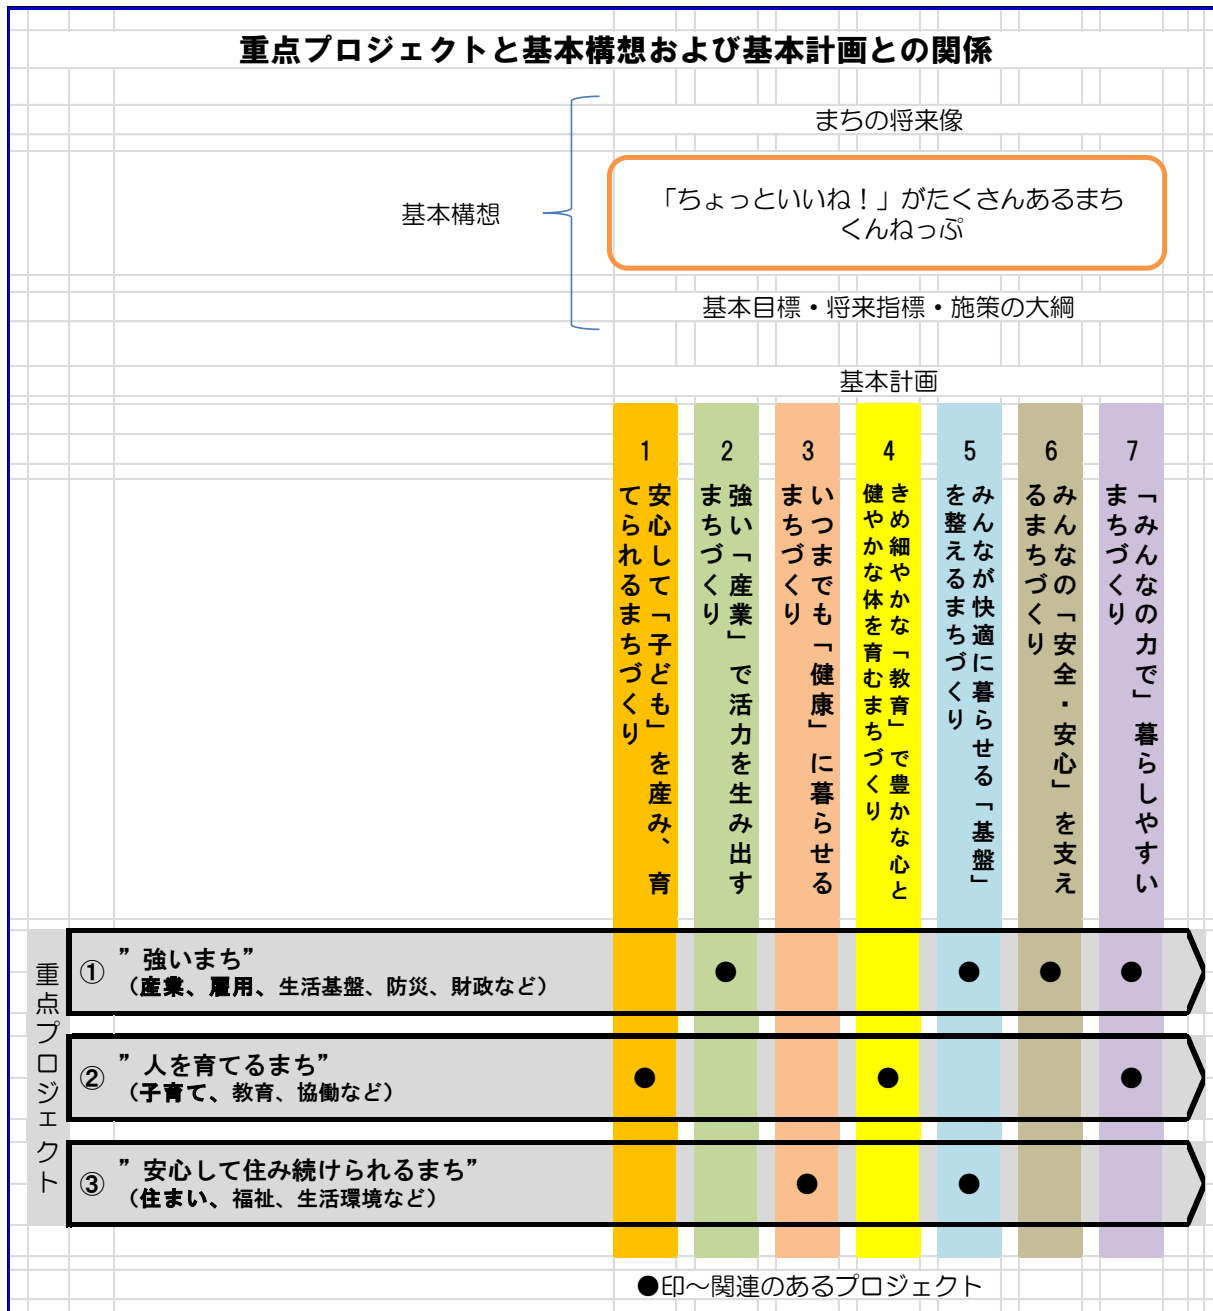 重点プロジェクトと基本構想および基本計画との関係
まちの将来像
基本構想
「ちょっといいね！」がたくさんあるまち
くんねっぷ
基本目標・将来指標・施策の大綱
基本計画
1
安心して「子ども」を産み、育
てられるまちづくり
2
強い「産業」で活力を生み出す
まちづくり
3
いつまでも「健康」に暮らせる
まちづくり
4
きめ細やかな「教育」で豊かな心と
健やかな体を育むまちづくり
5
みんなが快適に暮らせる「基盤」
を整えるまちづくり
6
みんなの「安全・安心」を支え
るまちづくり
7
「みんなの力で」暮らしやすい
まちづくり
重点プロジェクト
① ”強いまち”
（産業、雇用、生活基盤、防災、財政など）
● ● ● ●
② ”人を育てるまち”
（子育て、教育、協働など）
● ● ●
③ ”安心して住み続けられるまち”
（住まい、福祉、生活環境など）
● ●
●印～関連のあるプロジェクト